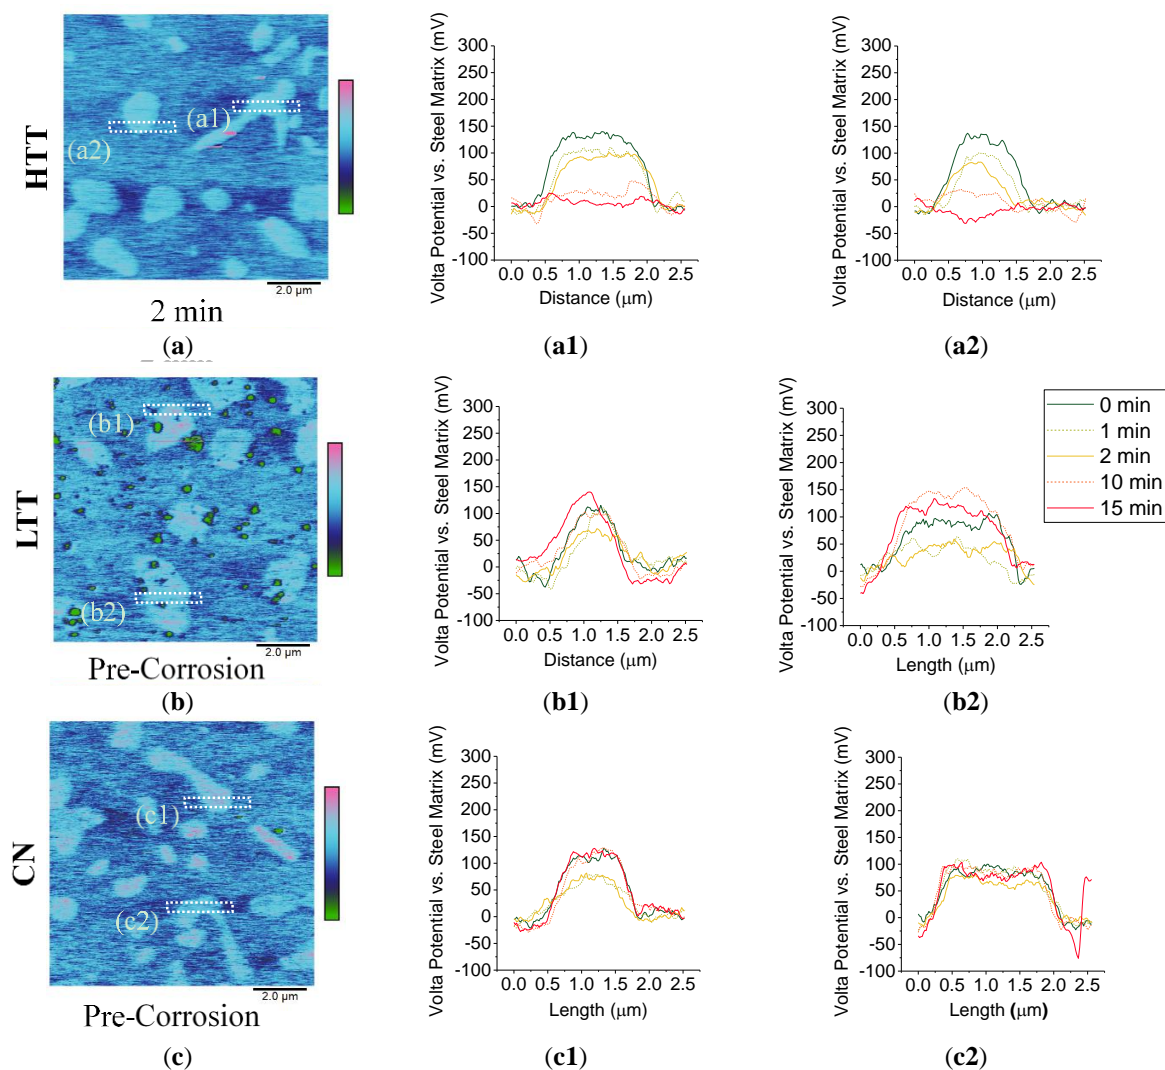 HTT
(a1)
(a2)
2.0 µm
2 min
(a)
Volta Potential vs. Steel Matrix (mV)
300
250
200
150
100
50
0
-50
-100
0.0 0.5 1.0 1.5 2.0 2.5
Distance (µm)
(a1)
Volta Potential vs. Steel Matrix (mV)
300
250
200
150
100
50
0
-50
-100
0.0 0.5 1.0 1.5 2.0 2.5
Distance (µm)
(a2)
LTT
(b1)
(b2)
2.0 µm
Pre-Corrosion
(b)
Volta Potential vs. Steel Matrix (mV)
300
250
200
150
100
50
0
-50
-100
0.0 0.5 1.0 1.5 2.0 2.5
Distance (µm)
(b1)
Volta Potential vs. Steel Matrix (mV)
300
250
200
150
100
50
0
-50
-100
0.0 0.5 1.0 1.5 2.0 2.5
Length (µm)
(b2)
0 min
1 min
2 min
10 min
15 min
CN
(c1)
(c2)
2.0 µm
Pre-Corrosion
(c)
Volta Potential vs. Steel Matrix (mV)
300
250
200
150
100
50
0
-50
-100
0.0 0.5 1.0 1.5 2.0 2.5
Length (µm)
(c1)
Volta Potential vs. Steel Matrix (mV)
300
250
200
150
100
50
0
-50
-100
0.0 0.5 1.0 1.5 2.0 2.5
Length (µm)
(c2)